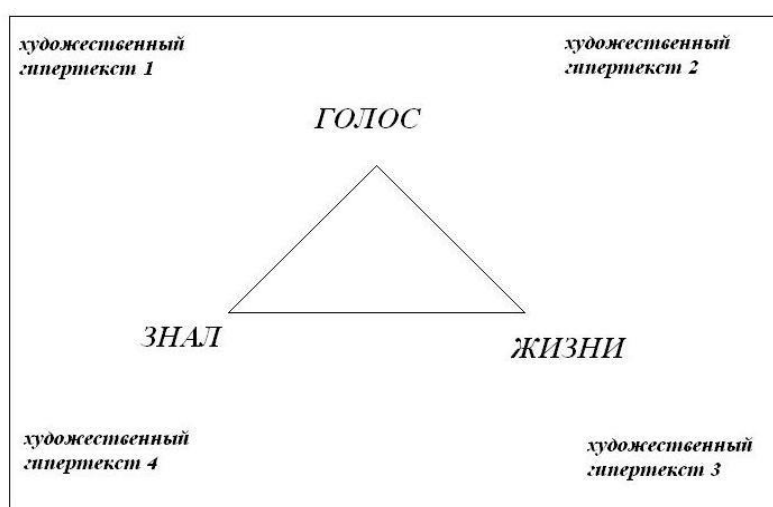 художественный
гипертекст 1
художественный
гипертекст 2
ГОЛОС
ЗНАЛ
ЖИЗНИ
художественный
гипертекст 4
художественный
гипертекст 3